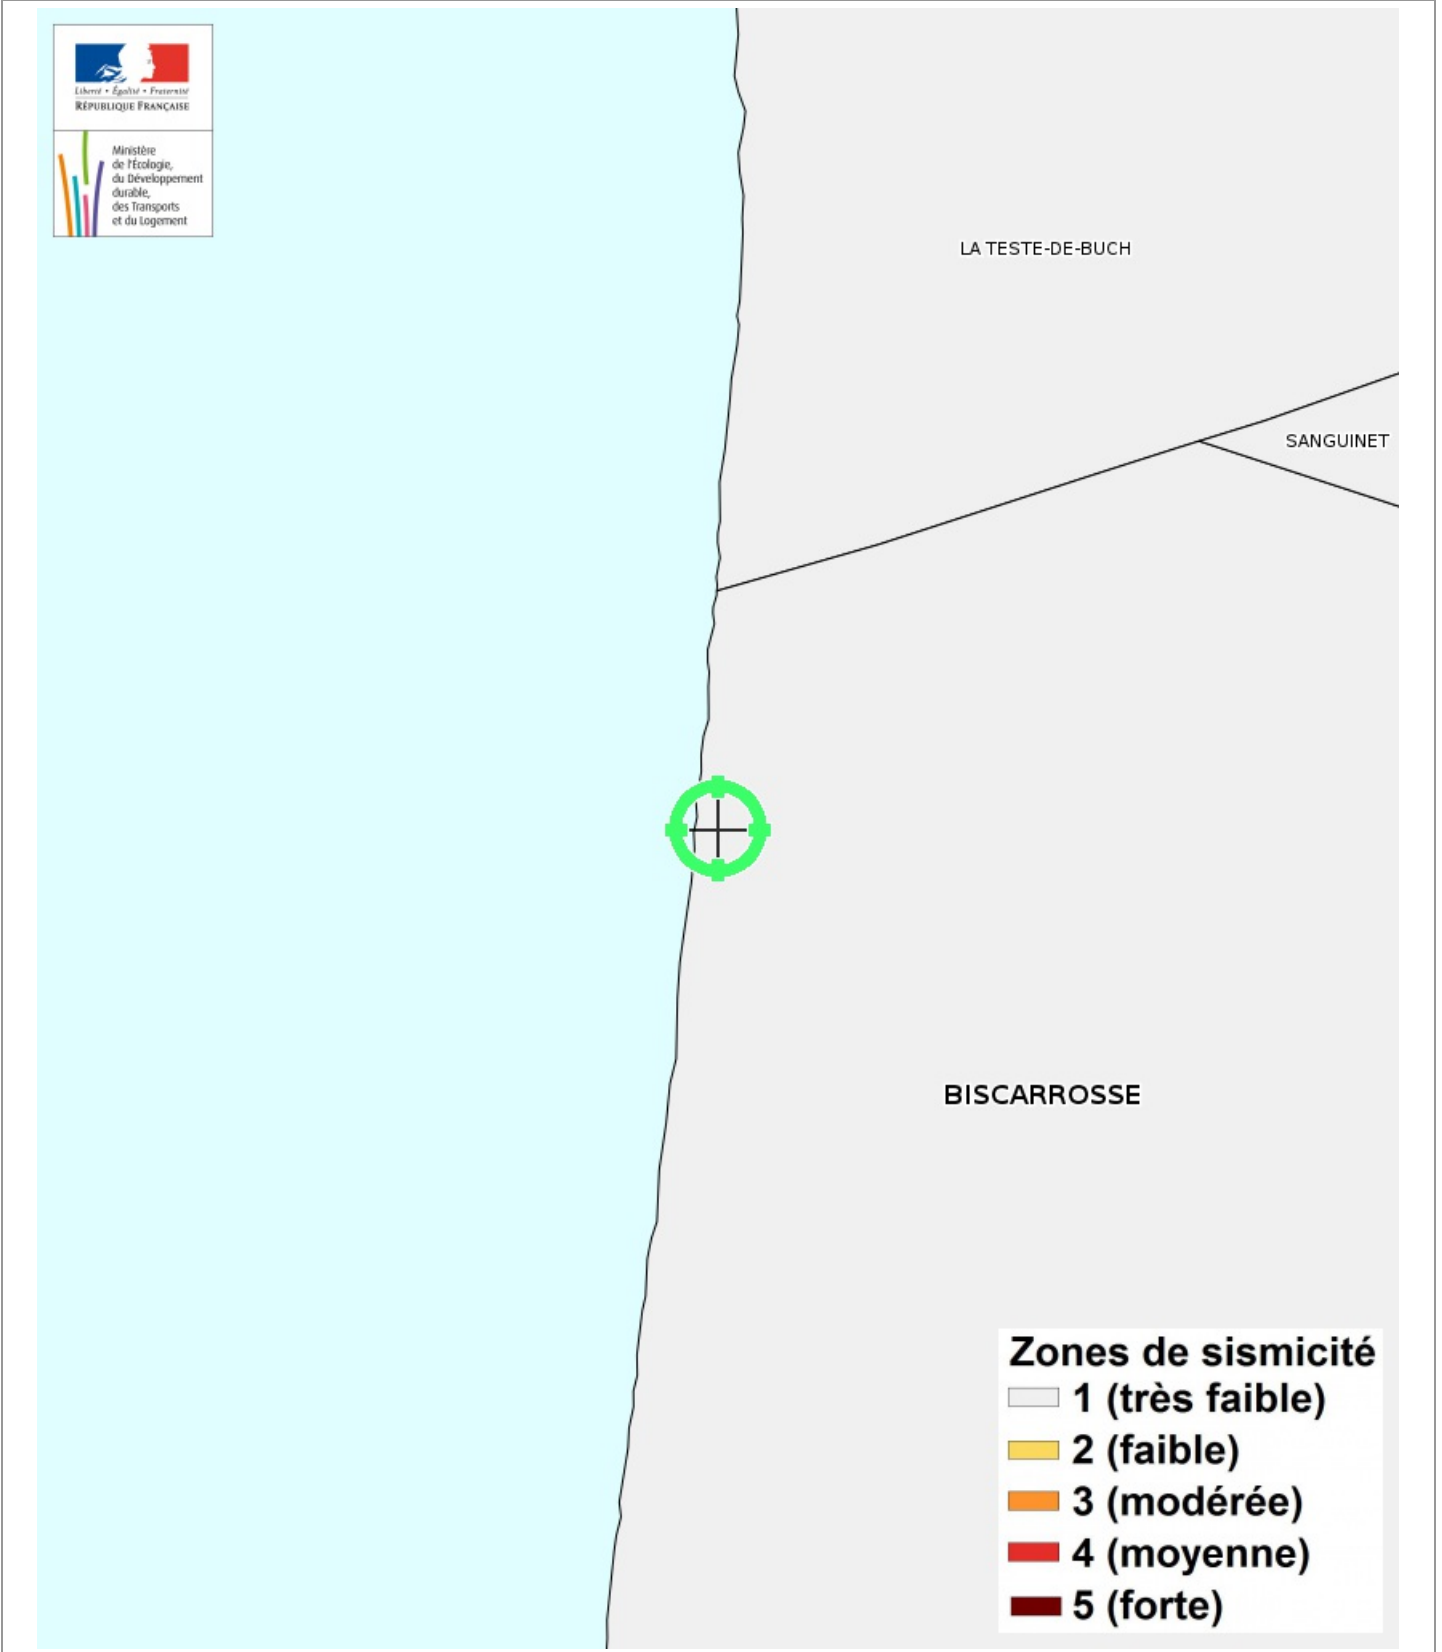 Liberté • Égalité • Fraternité
RÉPUBLIQUE FRANÇAISE
Ministère
de l'Écologie,
du Développement
durable,
des Transports
et du Logement
LA TESTE-DE-BUCH
SANGUINET
BISCARROSSE
Zones de sismicité
1 (très faible)
2 (faible)
3 (modérée)
4 (moyenne)
5 (forte)